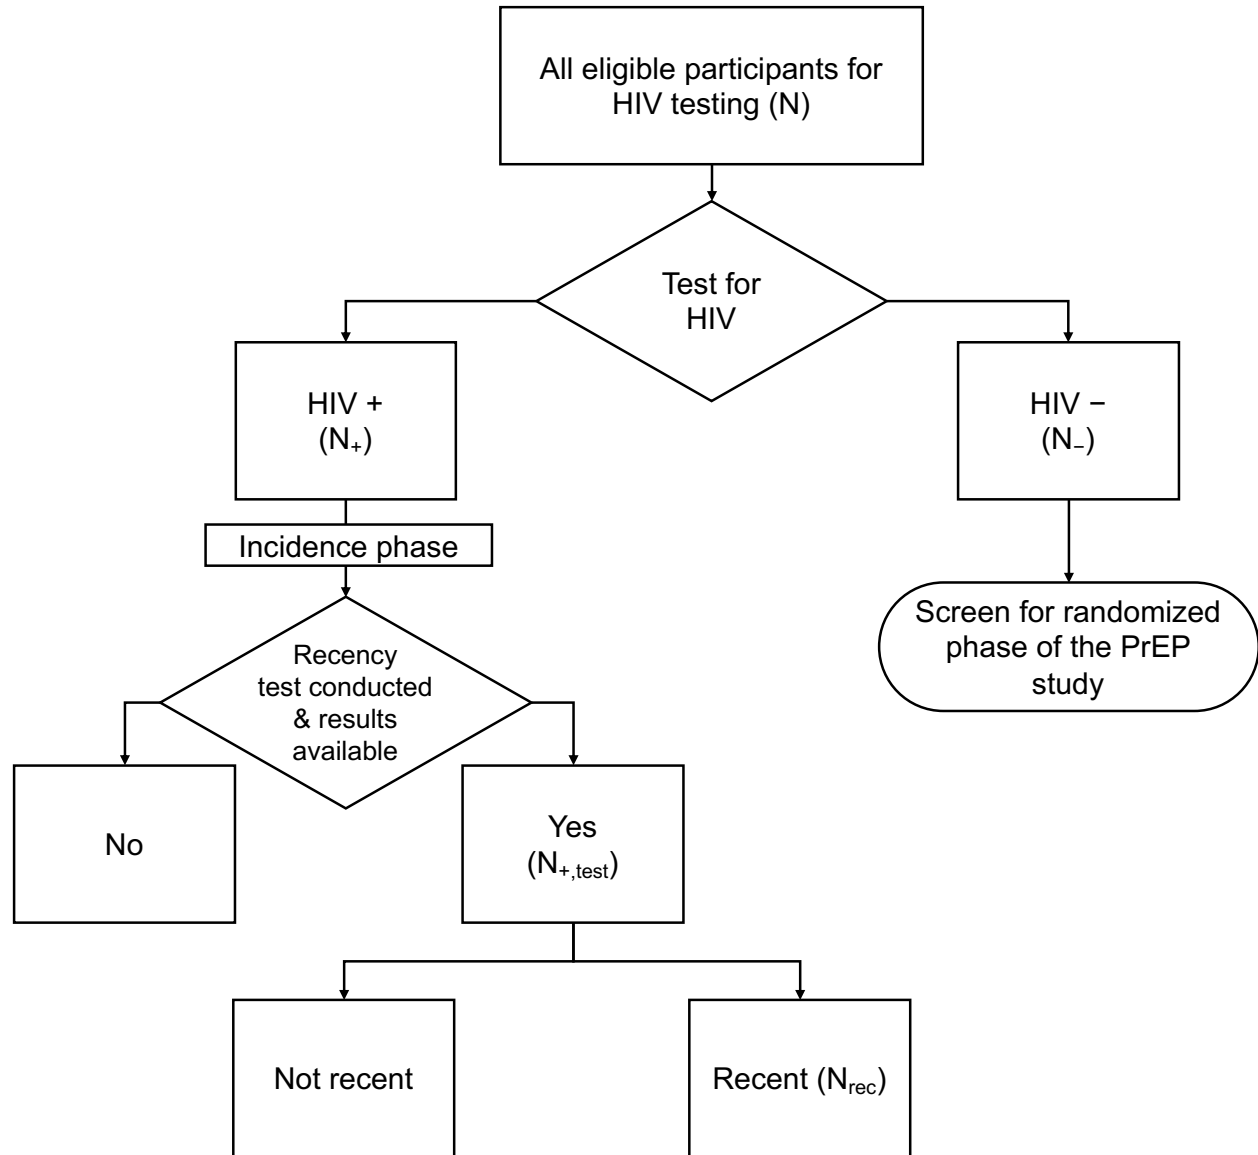 All eligible participants for
HIV testing (N)
Test for
HIV
HIV +
(N₊)
HIV −
(N₋)
Incidence phase
Screen for randomized
phase of the PrEP
study
Recency
test conducted
& results
available
No
Yes
(N₊,test)
Not recent
Recent (Nrec)